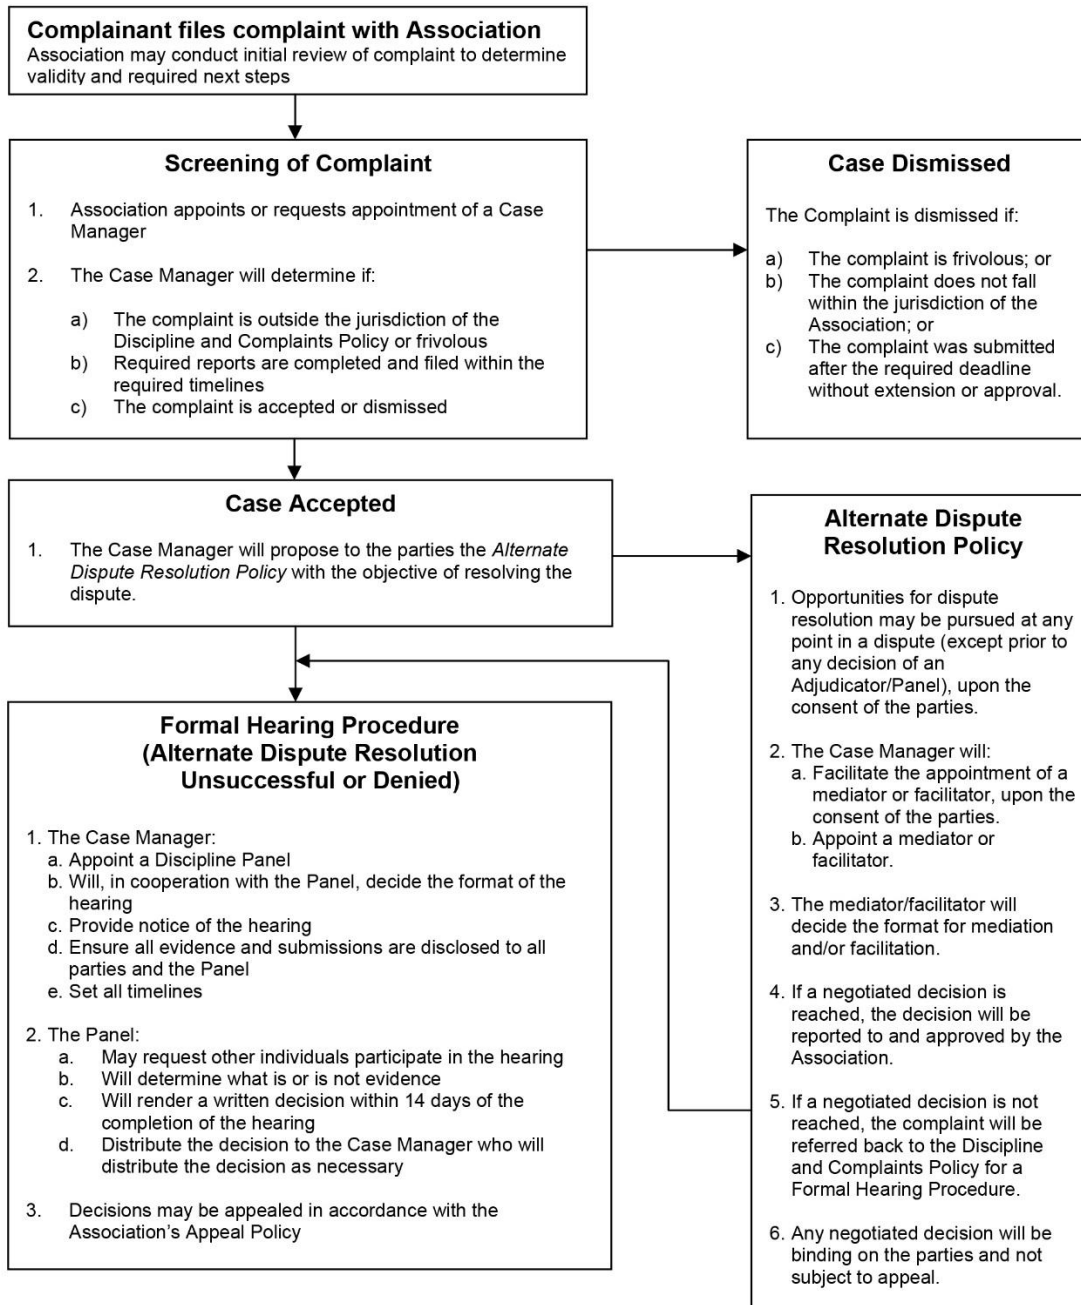 Complainant files complaint with Association
Association may conduct initial review of complaint to determine
validity and required next steps
Screening of Complaint
1. Association appoints or requests appointment of a Case
Manager
2. The Case Manager will determine if:
a) The complaint is outside the jurisdiction of the
Discipline and Complaints Policy or frivolous
b) Required reports are completed and filed within the
required timelines
c) The complaint is accepted or dismissed
Case Dismissed
The Complaint is dismissed if:
a) The complaint is frivolous; or
b) The complaint does not fall
within the jurisdiction of the
Association; or
c) The complaint was submitted
after the required deadline
without extension or approval.
Case Accepted
1. The Case Manager will propose to the parties the Alternate
Dispute Resolution Policy with the objective of resolving the
dispute.
Alternate Dispute
Resolution Policy
1. Opportunities for dispute
resolution may be pursued at any
point in a dispute (except prior to
any decision of an
Adjudicator/Panel), upon the
consent of the parties.
2. The Case Manager will:
a. Facilitate the appointment of a
mediator or facilitator, upon the
consent of the parties.
b. Appoint a mediator or
facilitator.
3. The mediator/facilitator will
decide the format for mediation
and/or facilitation.
4. If a negotiated decision is
reached, the decision will be
reported to and approved by the
Association.
5. If a negotiated decision is not
reached, the complaint will be
referred back to the Discipline
and Complaints Policy for a
Formal Hearing Procedure.
6. Any negotiated decision will be
binding on the parties and not
subject to appeal.
Formal Hearing Procedure
(Alternate Dispute Resolution
Unsuccessful or Denied)
1. The Case Manager:
a. Appoint a Discipline Panel
b. Will, in cooperation with the Panel, decide the format of the
hearing
c. Provide notice of the hearing
d. Ensure all evidence and submissions are disclosed to all
parties and the Panel
e. Set all timelines
2. The Panel:
a. May request other individuals participate in the hearing
b. Will determine what is or is not evidence
c. Will render a written decision within 14 days of the
completion of the hearing
d. Distribute the decision to the Case Manager who will
distribute the decision as necessary
3. Decisions may be appealed in accordance with the
Association's Appeal Policy